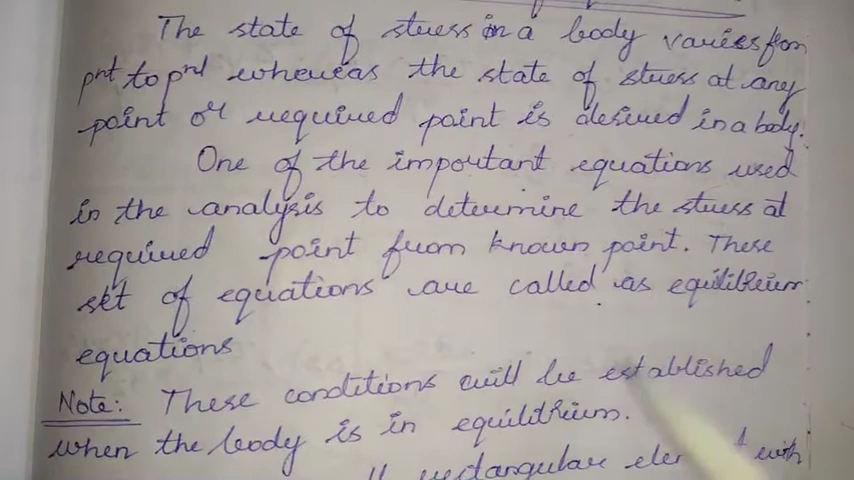 The state of stress in a body varies from
pnt to pnt whereas the state of stress at any
point or required point is desired in a body.
One of the important equations used
in the analysis to determine the stress at
required point from known point. These
set of equations are called as equilibrium
equations
Note: These conditions will be established
when the body is in equilibrium.
rectangular with